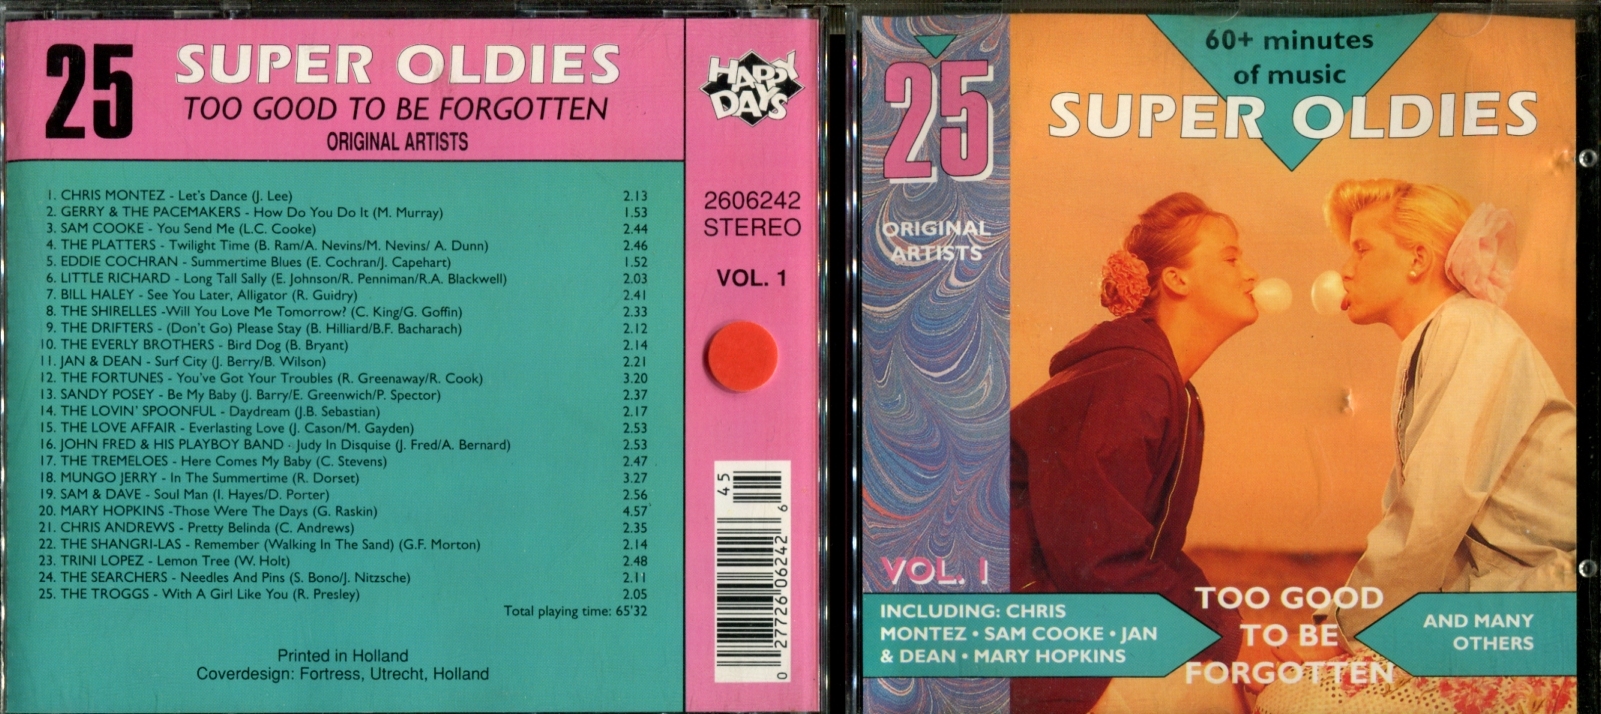 25
SUPER OLDIES
TOO GOOD TO BE FORGOTTEN
ORIGINAL ARTISTS
1. CHRIS MONTEZ - Let's Dance (J. Lee) 2.13
2. GERRY & THE PACEMAKERS - How Do You Do It (M. Murray) 1.53
3. SAM COOKE - You Send Me (L.C. Cooke) 2.44
4. THE PLATTERS - Twilight Time (B. Ram/A. Nevins/M. Nevins/ A. Dunn) 2.46
5. EDDIE COCHRAN - Summertime Blues (E. Cochran/J. Capehart) 1.52
6. LITTLE RICHARD - Long Tall Sally (E. Johnson/R. Penniman/R.A. Blackwell) 2.03
7. BILL HALEY - See You Later, Alligator (R. Guidry) 2.41
8. THE SHIRELLES -Will You Love Me Tomorrow? (C. King/G. Goffin) 2.33
9. THE DRIFTERS - (Don't Go) Please Stay (B. Hilliard/B.F. Bacharach) 2.12
10. THE EVERLY BROTHERS - Bird Dog (B. Bryant) 2.14
11. JAN & DEAN - Surf City (J. Berry/B. Wilson) 2.21
12. THE FORTUNES - You've Got Your Troubles (R. Greenaway/R. Cook) 3.20
13. SANDY POSEY - Be My Baby (J. Barry/E. Greenwich/P. Spector) 2.37
14. THE LOVIN' SPOONFUL - Daydream (J.B. Sebastian) 2.17
15. THE LOVE AFFAIR - Everlasting Love (J. Cason/M. Gayden) 2.53
16. JOHN FRED & HIS PLAYBOY BAND - Judy In Disquise (J. Fred/A. Bernard) 2.53
17. THE TREMELOES - Here Comes My Baby (C. Stevens) 2.47
18. MUNGO JERRY - In The Summertime (R. Dorset) 3.27
19. SAM & DAVE - Soul Man (I. Hayes/D. Porter) 2.56
20. MARY HOPKINS -Those Were The Days (G. Raskin) 4.57
21. CHRIS ANDREWS - Pretty Belinda (C. Andrews) 2.35
22. THE SHANGRI-LAS - Remember (Walking In The Sand) (G.F. Morton) 2.14
23. TRINI LOPEZ - Lemon Tree (W. Holt) 2.48
24. THE SEARCHERS - Needles And Pins (S. Bono/J. Nitzsche) 2.11
25. THE TROGGS - With A Girl Like You (R. Presley) 2.05
Total playing time: 65'32
Printed in Holland
Coverdesign: Fortress, Utrecht, Holland
HAPPY
DAYS
2606242
STEREO
VOL. 1
45
0 27726 06242 6
25
ORIGINAL
ARTISTS
VOL. 1
60+ minutes
of music
SUPER OLDIES
INCLUDING: CHRIS
MONTEZ • SAM COOKE • JAN
& DEAN • MARY HOPKINS
TOO GOOD
TO BE
FORGOTTEN
AND MANY
OTHERS